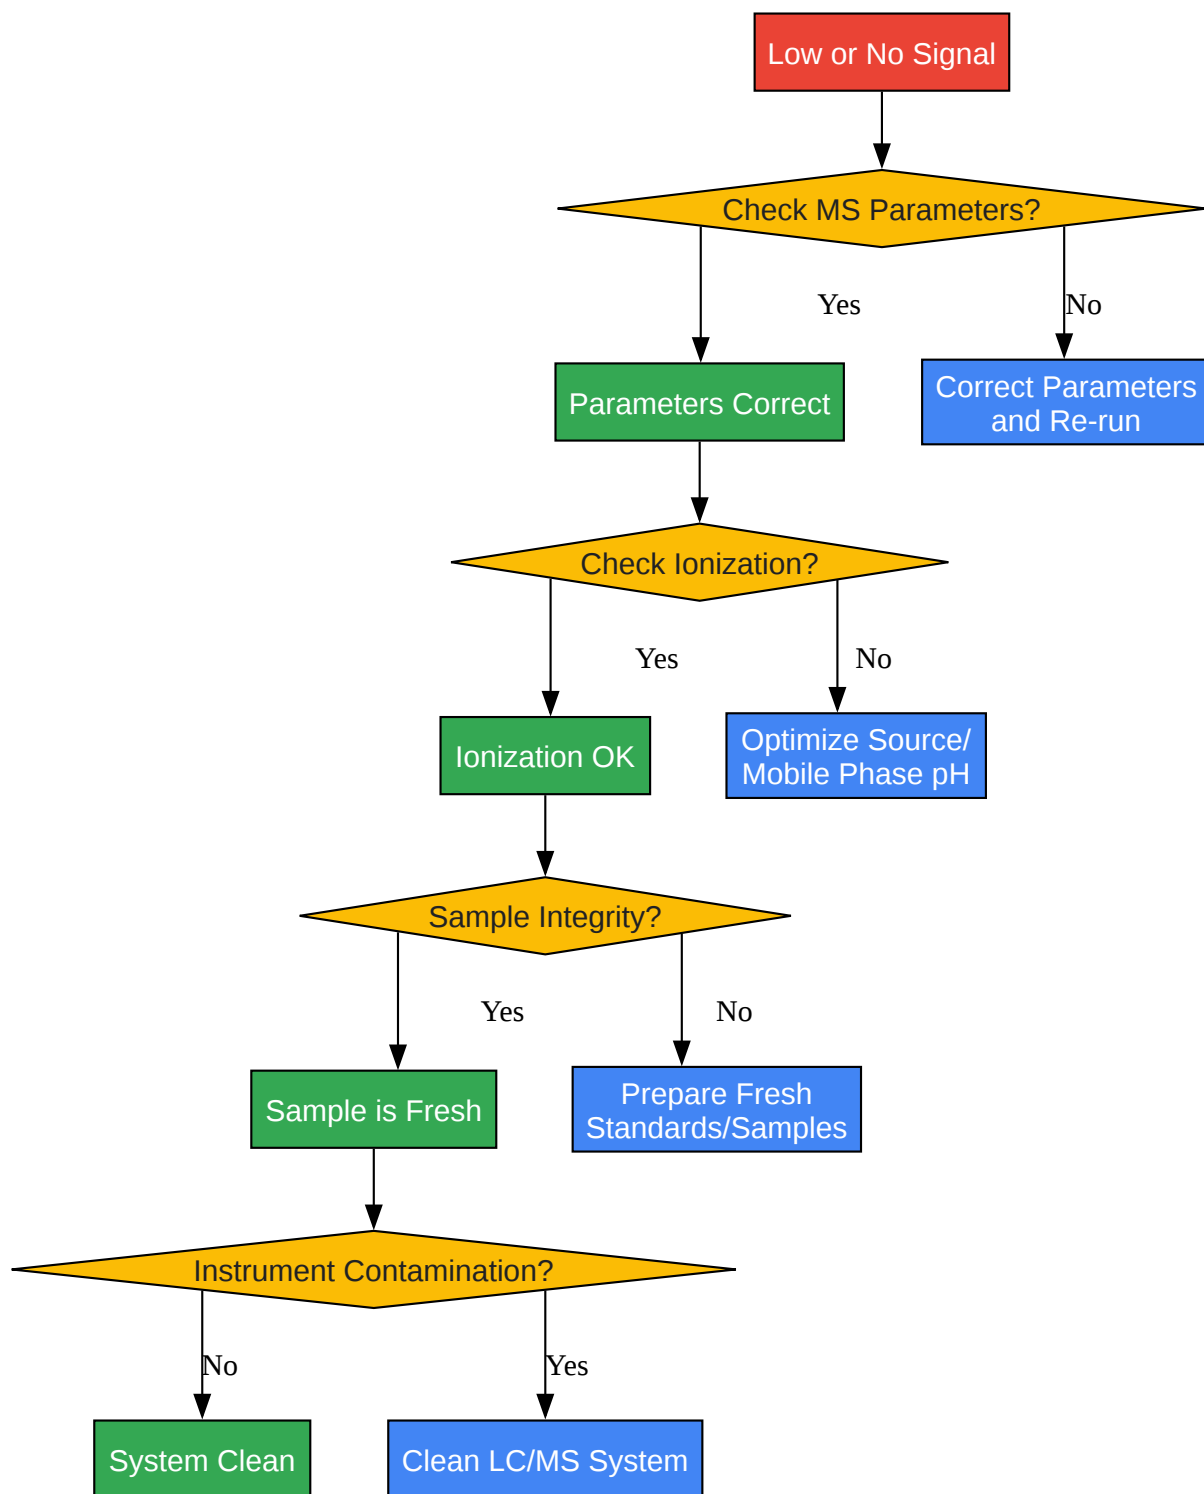 Low or No Signal
Check MS Parameters?
Yes
No
Parameters Correct
Correct Parameters
and Re-run
Check Ionization?
Yes
No
Ionization OK
Optimize Source/
Mobile Phase pH
Sample Integrity?
Yes
No
Sample is Fresh
Prepare Fresh
Standards/Samples
Instrument Contamination?
No
Yes
System Clean
Clean LC/MS System